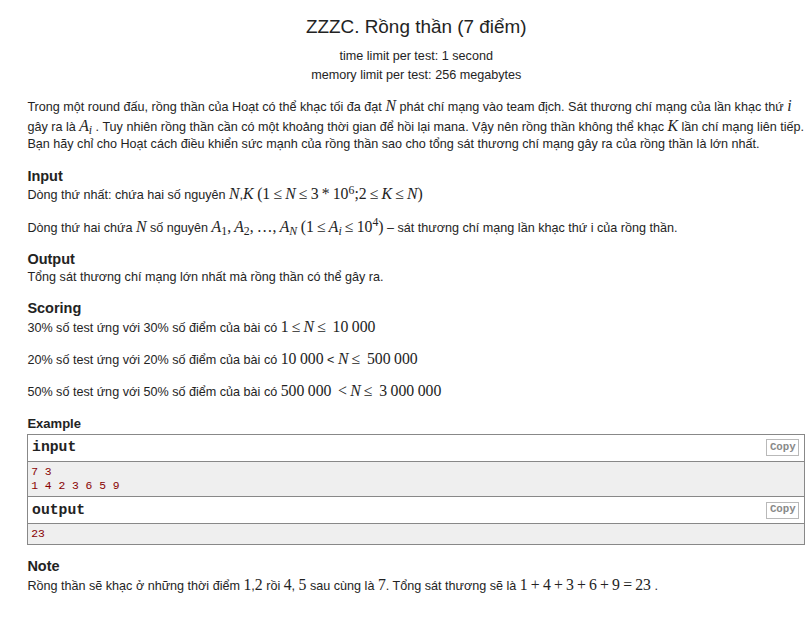 ZZZC. Rồng thần (7 điểm)
time limit per test: 1 second
memory limit per test: 256 megabytes
Trong một round đấu, rồng thần của Hoạt có thể khạc tối đa đạt N phát chí mạng vào team địch. Sát thương chí mạng của lần khạc thứ i
gây ra là A_i . Tuy nhiên rồng thần cần có một khoảng thời gian để hồi lại mana. Vậy nên rồng thần không thể khạc K lần chí mạng liên tiếp.
Bạn hãy chỉ cho Hoạt cách điều khiển sức mạnh của rồng thần sao cho tổng sát thương chí mạng gây ra của rồng thần là lớn nhất.
Input
Dòng thứ nhất: chứa hai số nguyên N,K (1 ≤ N ≤ 3 * 10^6;2 ≤ K ≤ N)
Dòng thứ hai chứa N số nguyên A_1, A_2, …, A_N (1 ≤ A_i ≤ 10^4) – sát thương chí mạng lần khạc thứ i của rồng thần.
Output
Tổng sát thương chí mạng lớn nhất mà rồng thần có thể gây ra.
Scoring
30% số test ứng với 30% số điểm của bài có 1 ≤ N ≤ 10 000
20% số test ứng với 20% số điểm của bài có 10 000 < N ≤ 500 000
50% số test ứng với 50% số điểm của bài có 500 000 < N ≤ 3 000 000
Example
input Copy
7 3
1 4 2 3 6 5 9
output Copy
23
Note
Rồng thần sẽ khạc ở những thời điểm 1,2 rồi 4, 5 sau cùng là 7. Tổng sát thương sẽ là 1 + 4 + 3 + 6 + 9 = 23 .